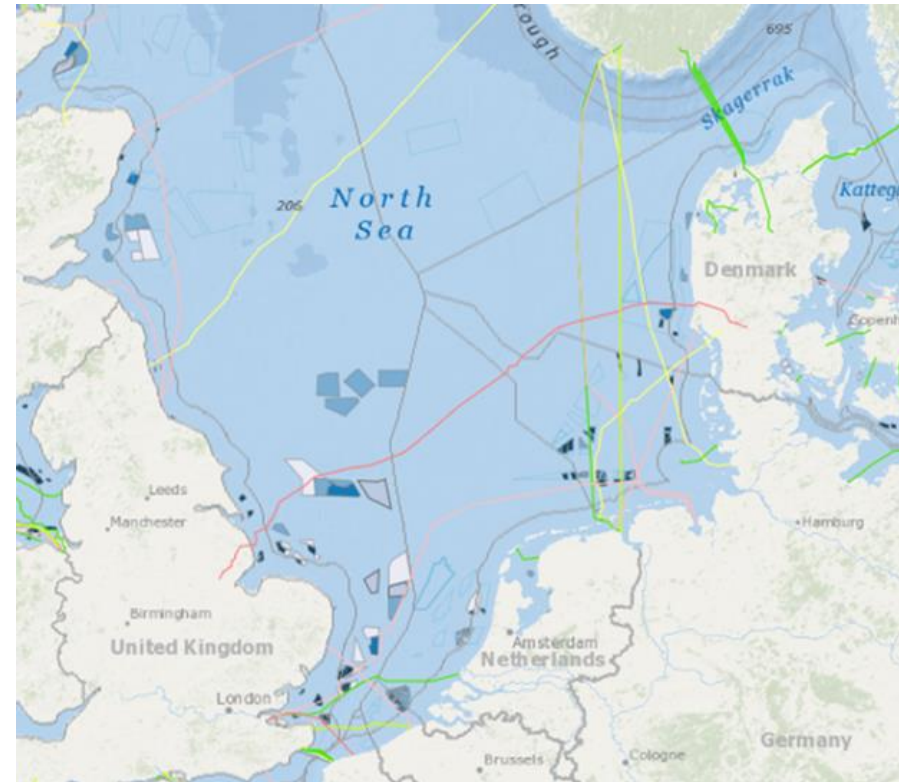 rough
695
Skagerrak
206
North
Sea
Katteg
Denmark
Copenh
Leeds
Manchester
Hamburg
Birmingham
United Kingdom
Amsterdam
Netherlands
London
Brussels
Cologne
Germany